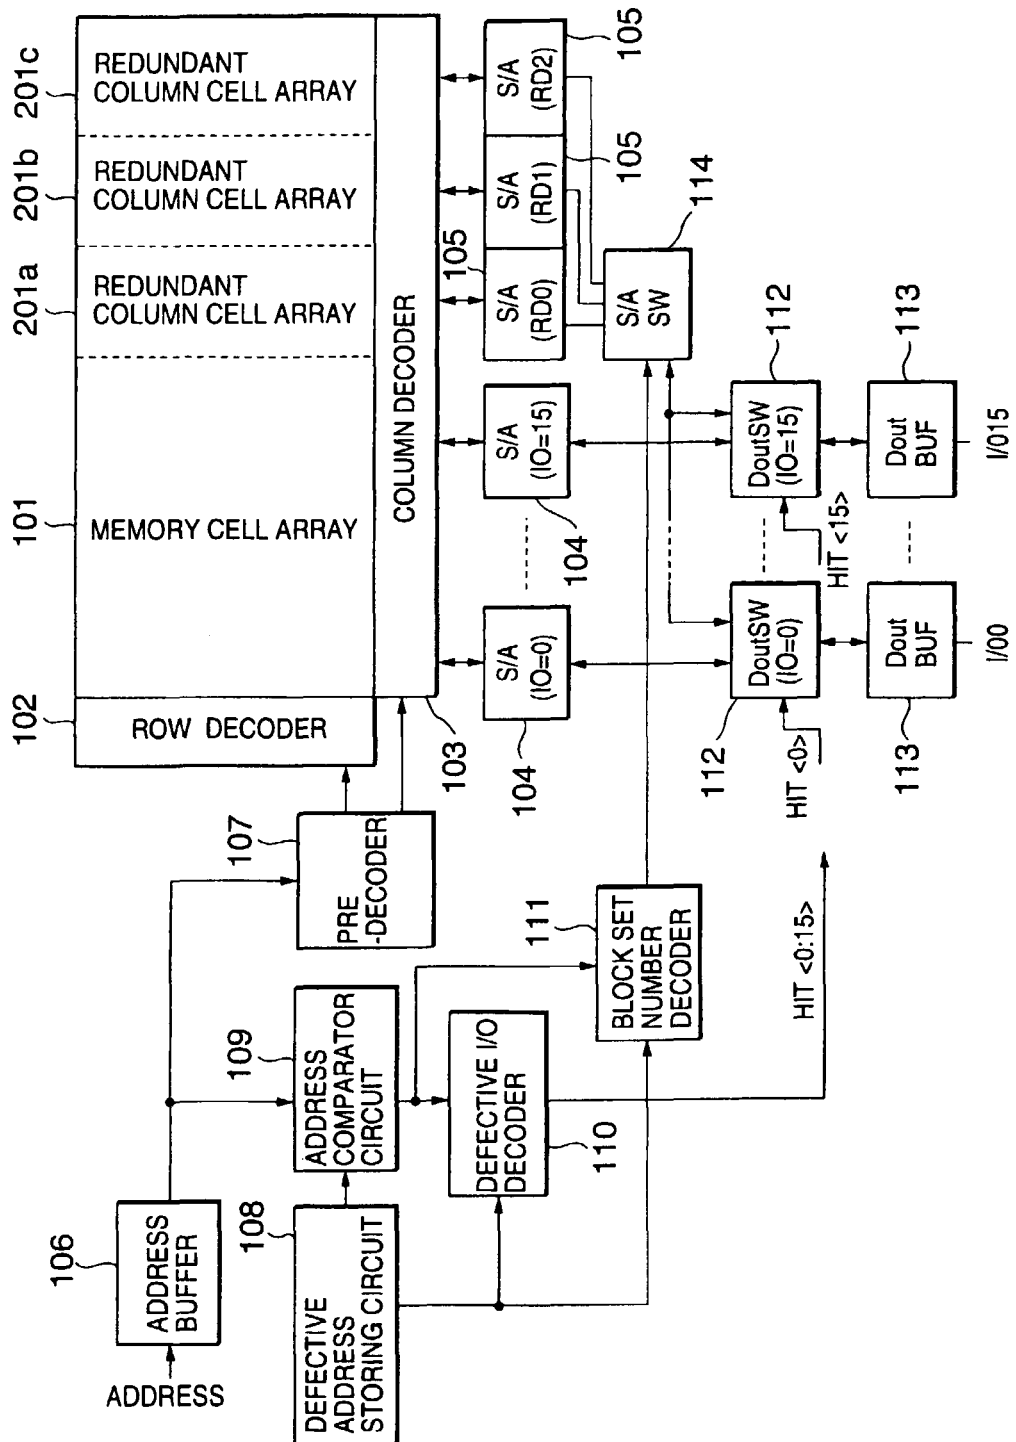 201c
REDUNDANT
COLUMN CELL ARRAY
201b
REDUNDANT
COLUMN CELL ARRAY
201a
REDUNDANT
COLUMN CELL ARRAY
101
MEMORY CELL ARRAY
102
ROW DECODER
COLUMN DECODER
103
S/A
(RD2)
105
S/A
(RD1)
105
S/A
(RD0)
105
S/A
(IO=15)
104
S/A
(IO=0)
104
S/A
SW
114
107
PRE
-DECODER
106
ADDRESS
BUFFER
ADDRESS
109
ADDRESS
COMPARATOR
CIRCUIT
108
DEFECTIVE
ADDRESS
STORING CIRCUIT
DEFECTIVE I/O
DECODER
110
111
BLOCK SET
NUMBER
DECODER
112
DoutSW
(IO=15)
HIT <15>
113
Dout
BUF
I/015
DoutSW
(IO=0)
112
HIT <0>
Dout
BUF
113
I/00
HIT <0:15>